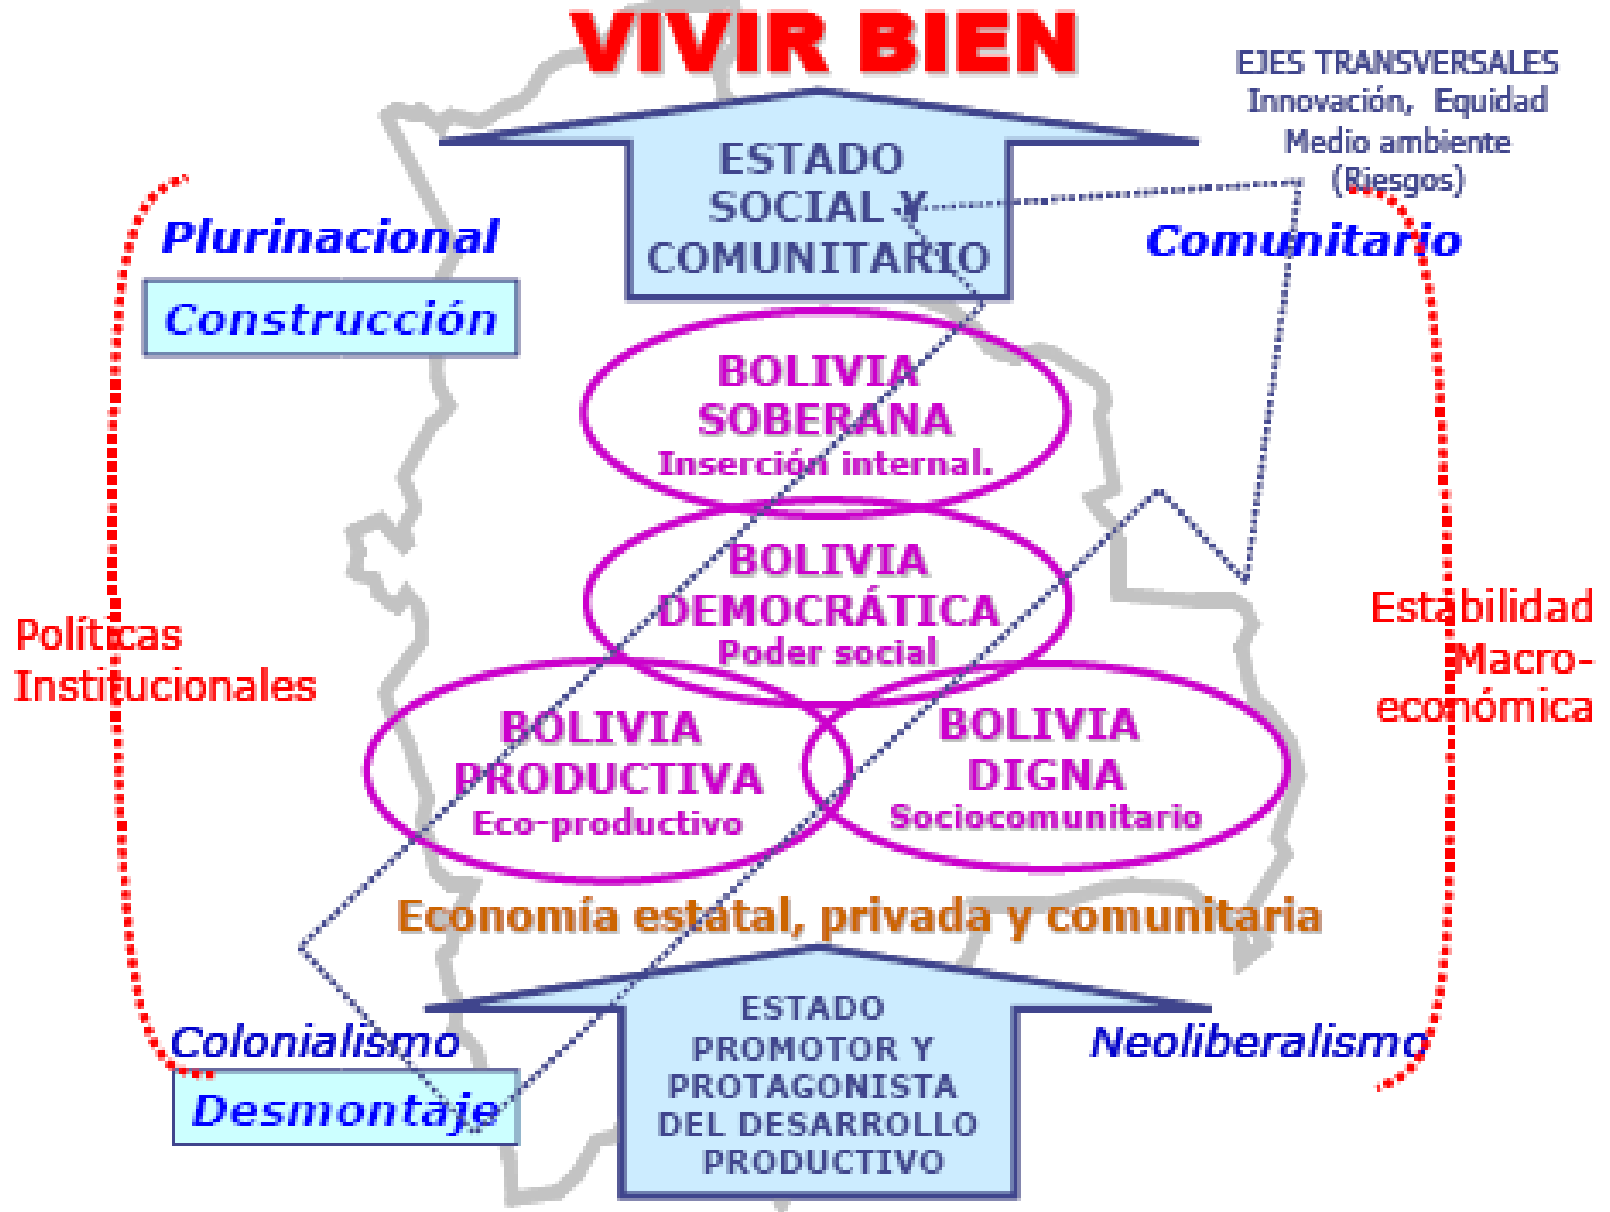 VIVIR BIEN
EJES TRANSVERSALES
Innovación, Equidad
Medio ambiente
(Riesgos)
ESTADO
SOCIAL Y
COMUNITARIO
Plurinacional
Comunitario
Construcción
BOLIVIA
SOBERANA
Inserción internal.
BOLIVIA
DEMOCRÁTICA
Poder social
Políticas
Institucionales
Estabilidad
Macro-
económica
BOLIVIA
PRODUCTIVA
Eco-productivo
BOLIVIA
DIGNA
Sociocomunitario
Economía estatal, privada y comunitaria
Colonialismo
Neoliberalismo
Desmontaje
ESTADO
PROMOTOR Y
PROTAGONISTA
DEL DESARROLLO
PRODUCTIVO